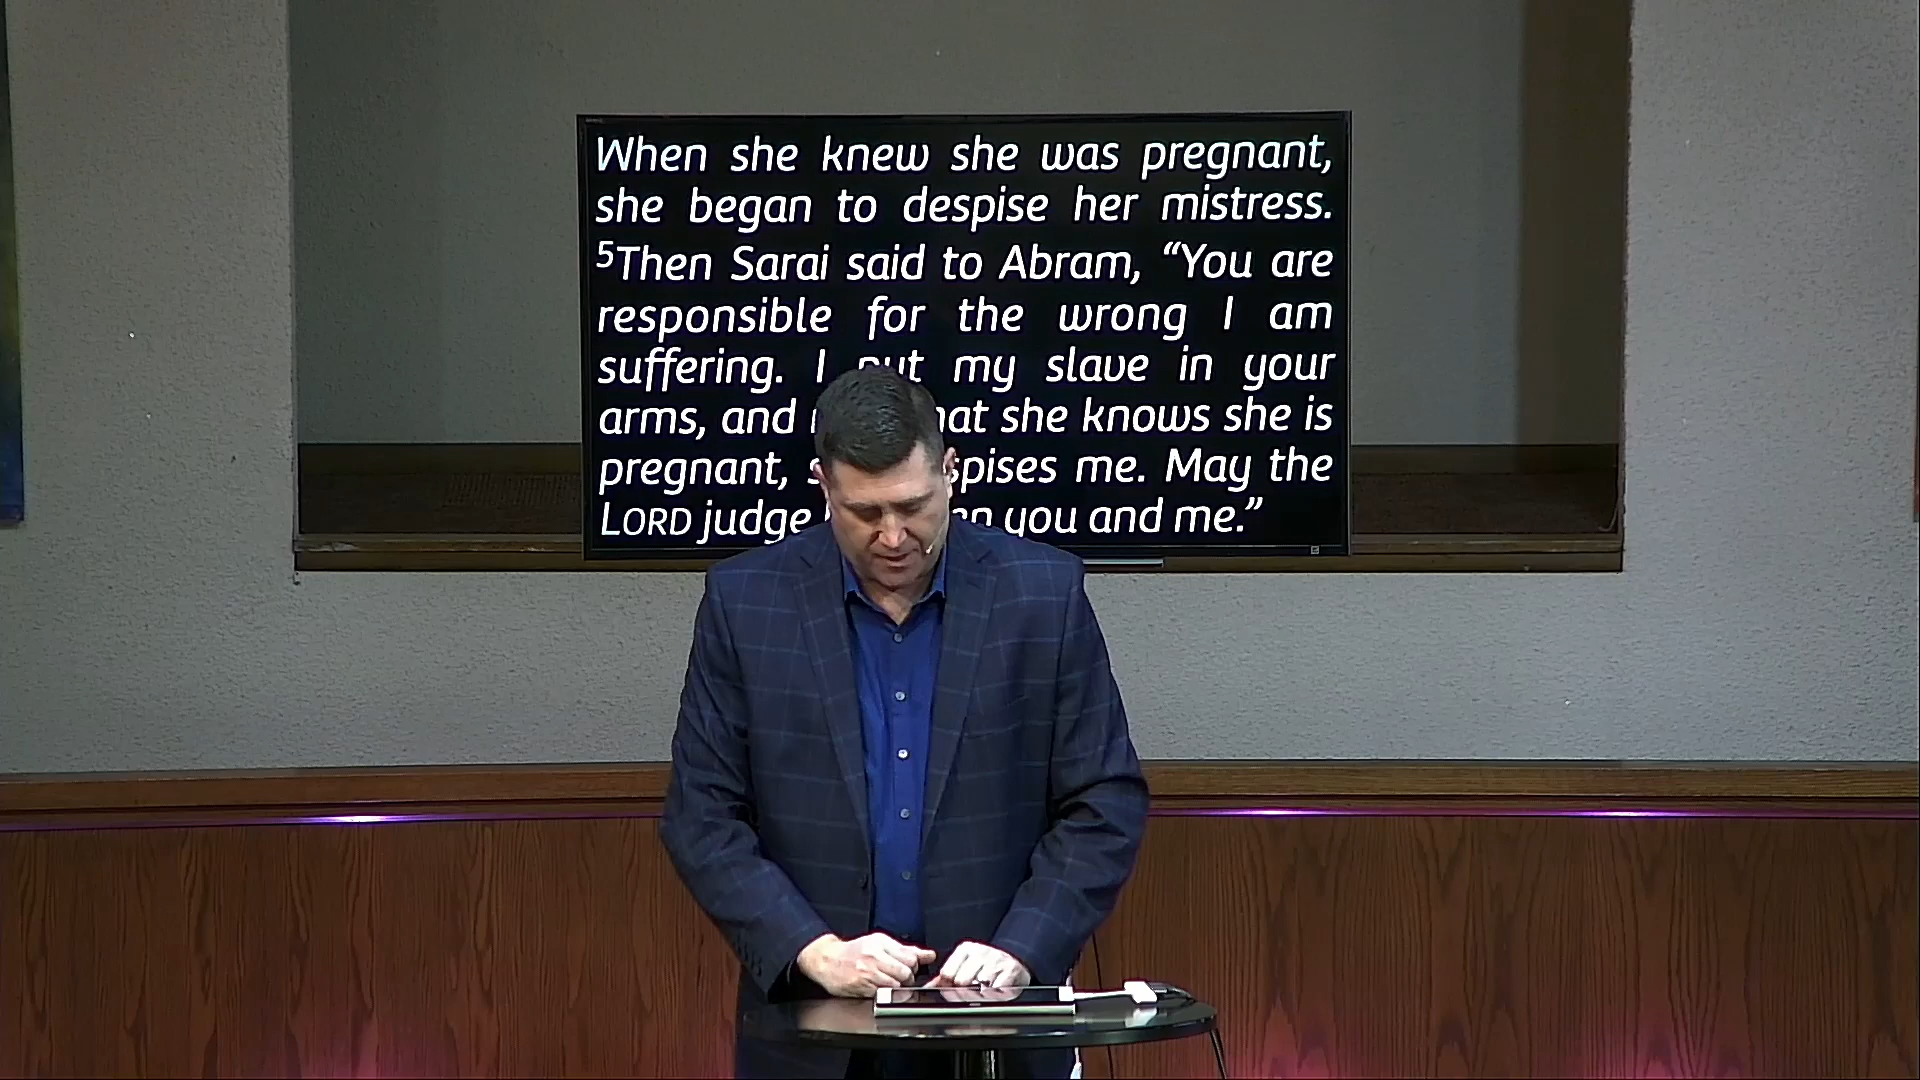 When she knew she was pregnant,
she began to despise her mistress.
5Then Sarai said to Abram, “You are
responsible for the wrong I am
suffering. I put my slave in your
arms, and she knows she is
pregnant, me. May the
LORD judge you and me.”